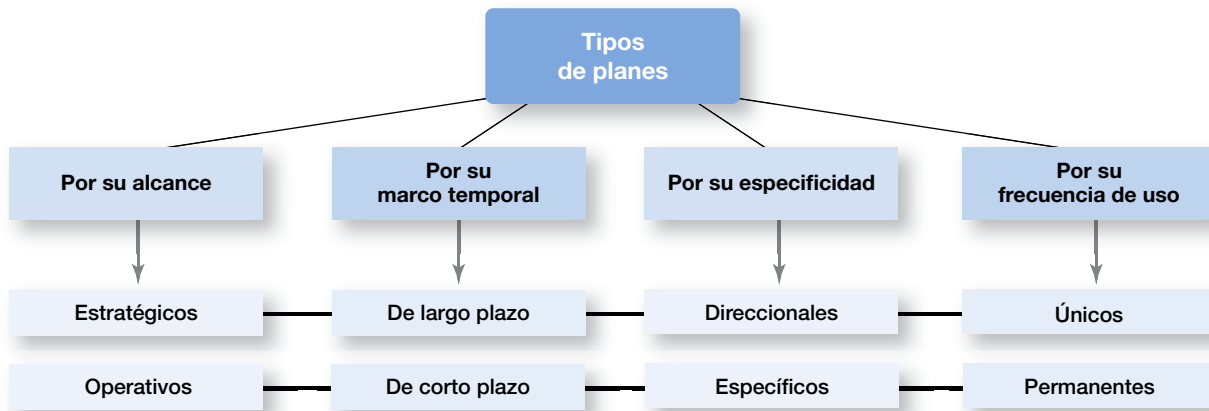 Tipos
de planes
Por su alcance
Por su
marco temporal
Por su especificidad
Por su
frecuencia de uso
Estratégicos
De largo plazo
Direccionales
Únicos
Operativos
De corto plazo
Específicos
Permanentes